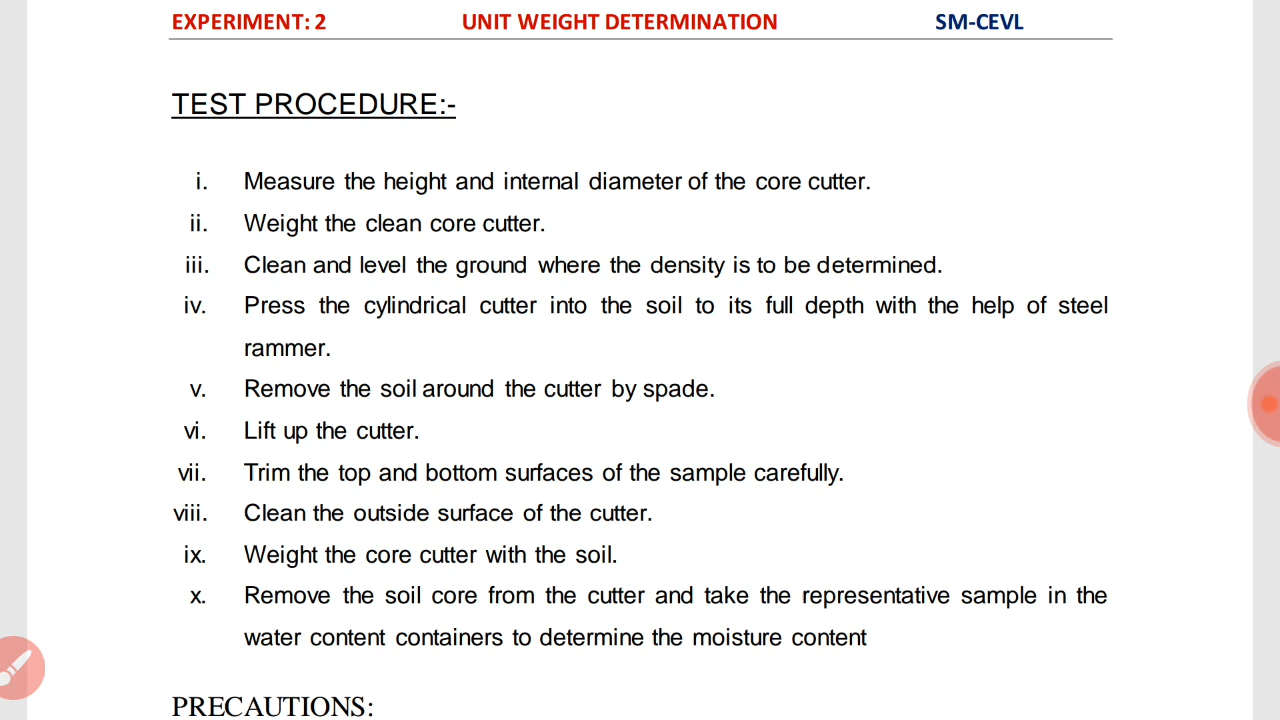 EXPERIMENT: 2 UNIT WEIGHT DETERMINATION SM-CEVL
TEST PROCEDURE:-
i. Measure the height and internal diameter of the core cutter.
ii. Weight the clean core cutter.
iii. Clean and level the ground where the density is to be determined.
iv. Press the cylindrical cutter into the soil to its full depth with the help of steel
rammer.
v. Remove the soil around the cutter by spade.
vi. Lift up the cutter.
vii. Trim the top and bottom surfaces of the sample carefully.
viii. Clean the outside surface of the cutter.
ix. Weight the core cutter with the soil.
x. Remove the soil core from the cutter and take the representative sample in the
water content containers to determine the moisture content
PRECAUTIONS: